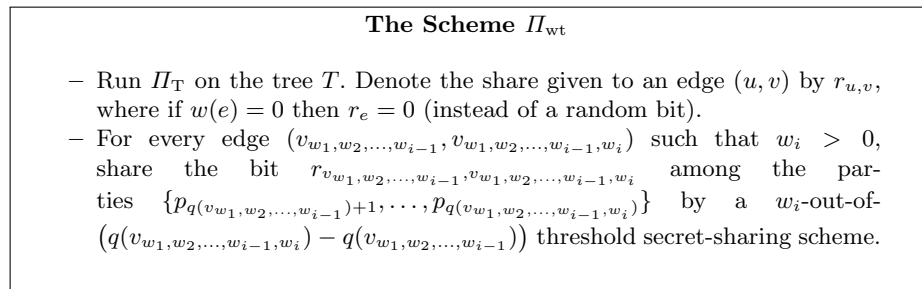 The Scheme Π_wt
– Run Π_T on the tree T. Denote the share given to an edge (u, v) by r_{u,v},
where if w(e) = 0 then r_e = 0 (instead of a random bit).
– For every edge (v_{w_1,w_2,...,w_{i−1}}, v_{w_1,w_2,...,w_{i−1},w_i}) such that w_i > 0,
share the bit r_{v_{w_1,w_2,...,w_{i−1}},v_{w_1,w_2,...,w_{i−1},w_i}} among the par-
ties {p_{q(v_{w_1,w_2,...,w_{i−1}})+1}, . . . , p_{q(v_{w_1,w_2,...,w_{i−1},w_i})}} by a w_i-out-of-
(q(v_{w_1,w_2,...,w_{i−1},w_i}) − q(v_{w_1,w_2,...,w_{i−1}})) threshold secret-sharing scheme.